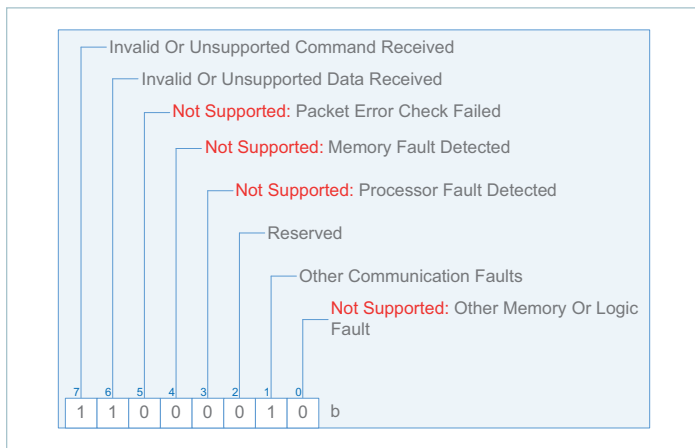 Invalid Or Unsupported Command Received
Invalid Or Unsupported Data Received
Not Supported: Packet Error Check Failed
Not Supported: Memory Fault Detected
Not Supported: Processor Fault Detected
Reserved
Other Communication Faults
Not Supported: Other Memory Or Logic
Fault
7 6 5 4 3 2 1 0
1 1 0 0 0 0 1 0 b